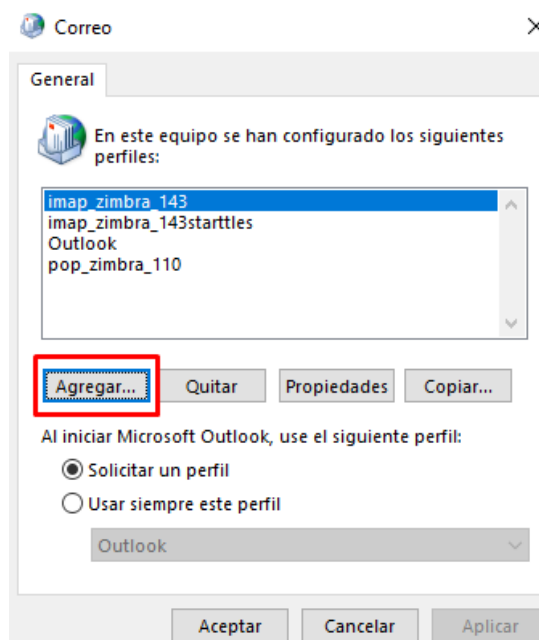 Correo
General
En este equipo se han configurado los siguientes
perfiles:
imap_zimbra_143
imap_zimbra_143starttles
Outlook
pop_zimbra_110
Agregar... Quitar Propiedades Copiar...
Al iniciar Microsoft Outlook, use el siguiente perfil:
Solicitar un perfil
Usar siempre este perfil
Outlook
Aceptar Cancelar Aplicar